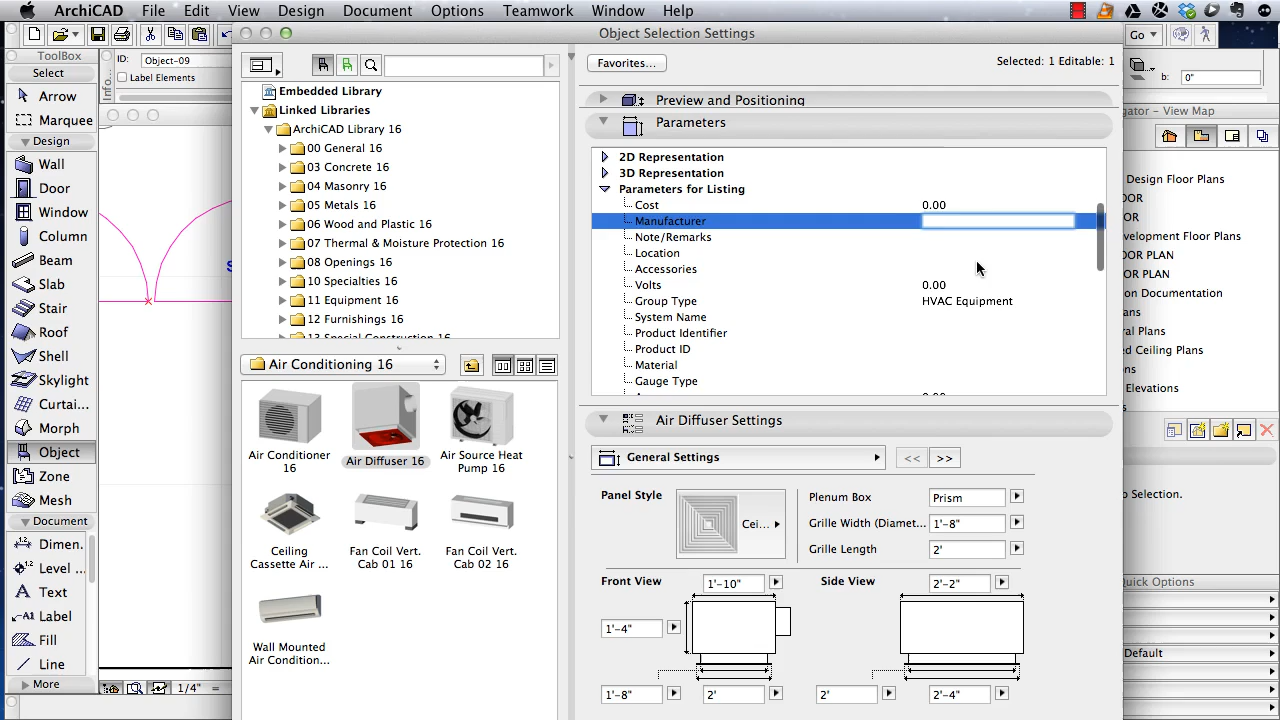 ArchiCAD File Edit View Design Document Options Teamwork Window Help
Object Selection Settings
ToolBox
Select
Arrow
Marquee
Design
Wall
Door
Window
Column
Beam
Slab
Stair
Roof
Shell
Skylight
Curtai...
Morph
Object
Zone
Mesh
Document
Dimen.
Level ...
Text
Label
Fill
Line
More
ID: Object-09
Label Elements
Info...
1/4" =
Embedded Library
Linked Libraries
ArchiCAD Library 16
00 General 16
03 Concrete 16
04 Masonry 16
05 Metals 16
06 Wood and Plastic 16
07 Thermal & Moisture Protection 16
08 Openings 16
10 Specialties 16
11 Equipment 16
12 Furnishings 16
13 Special Construction 16
Air Conditioning 16
Air Conditioner 16
Air Diffuser 16
Air Source Heat Pump 16
Ceiling Cassette Air ...
Fan Coil Vert. Cab 01 16
Fan Coil Vert. Cab 02 16
Wall Mounted Air Condition...
Favorites...
Selected: 1 Editable: 1
Preview and Positioning
Parameters
2D Representation
3D Representation
Parameters for Listing
Cost 0.00
Manufacturer
Note/Remarks
Location
Accessories
Volts 0.00
Group Type HVAC Equipment
System Name
Product Identifier
Product ID
Material
Gauge Type
Air Diffuser Settings
General Settings
<< >>
Panel Style
Cei...
Plenum Box Prism
Grille Width (Diamet... 1'-8"
Grille Length 2'
Front View 1'-10"
Side View 2'-2"
1'-4"
1'-8" 2' 2' 2'-4"
Go
b: 0"
gator - View Map
Design Floor Plans
OR
velopment Floor Plans
OR PLAN
ITCH PLAN
on Documentation
ral Plans
ed Ceiling Plans
Elevations
o Selection.
Quick Options
Default